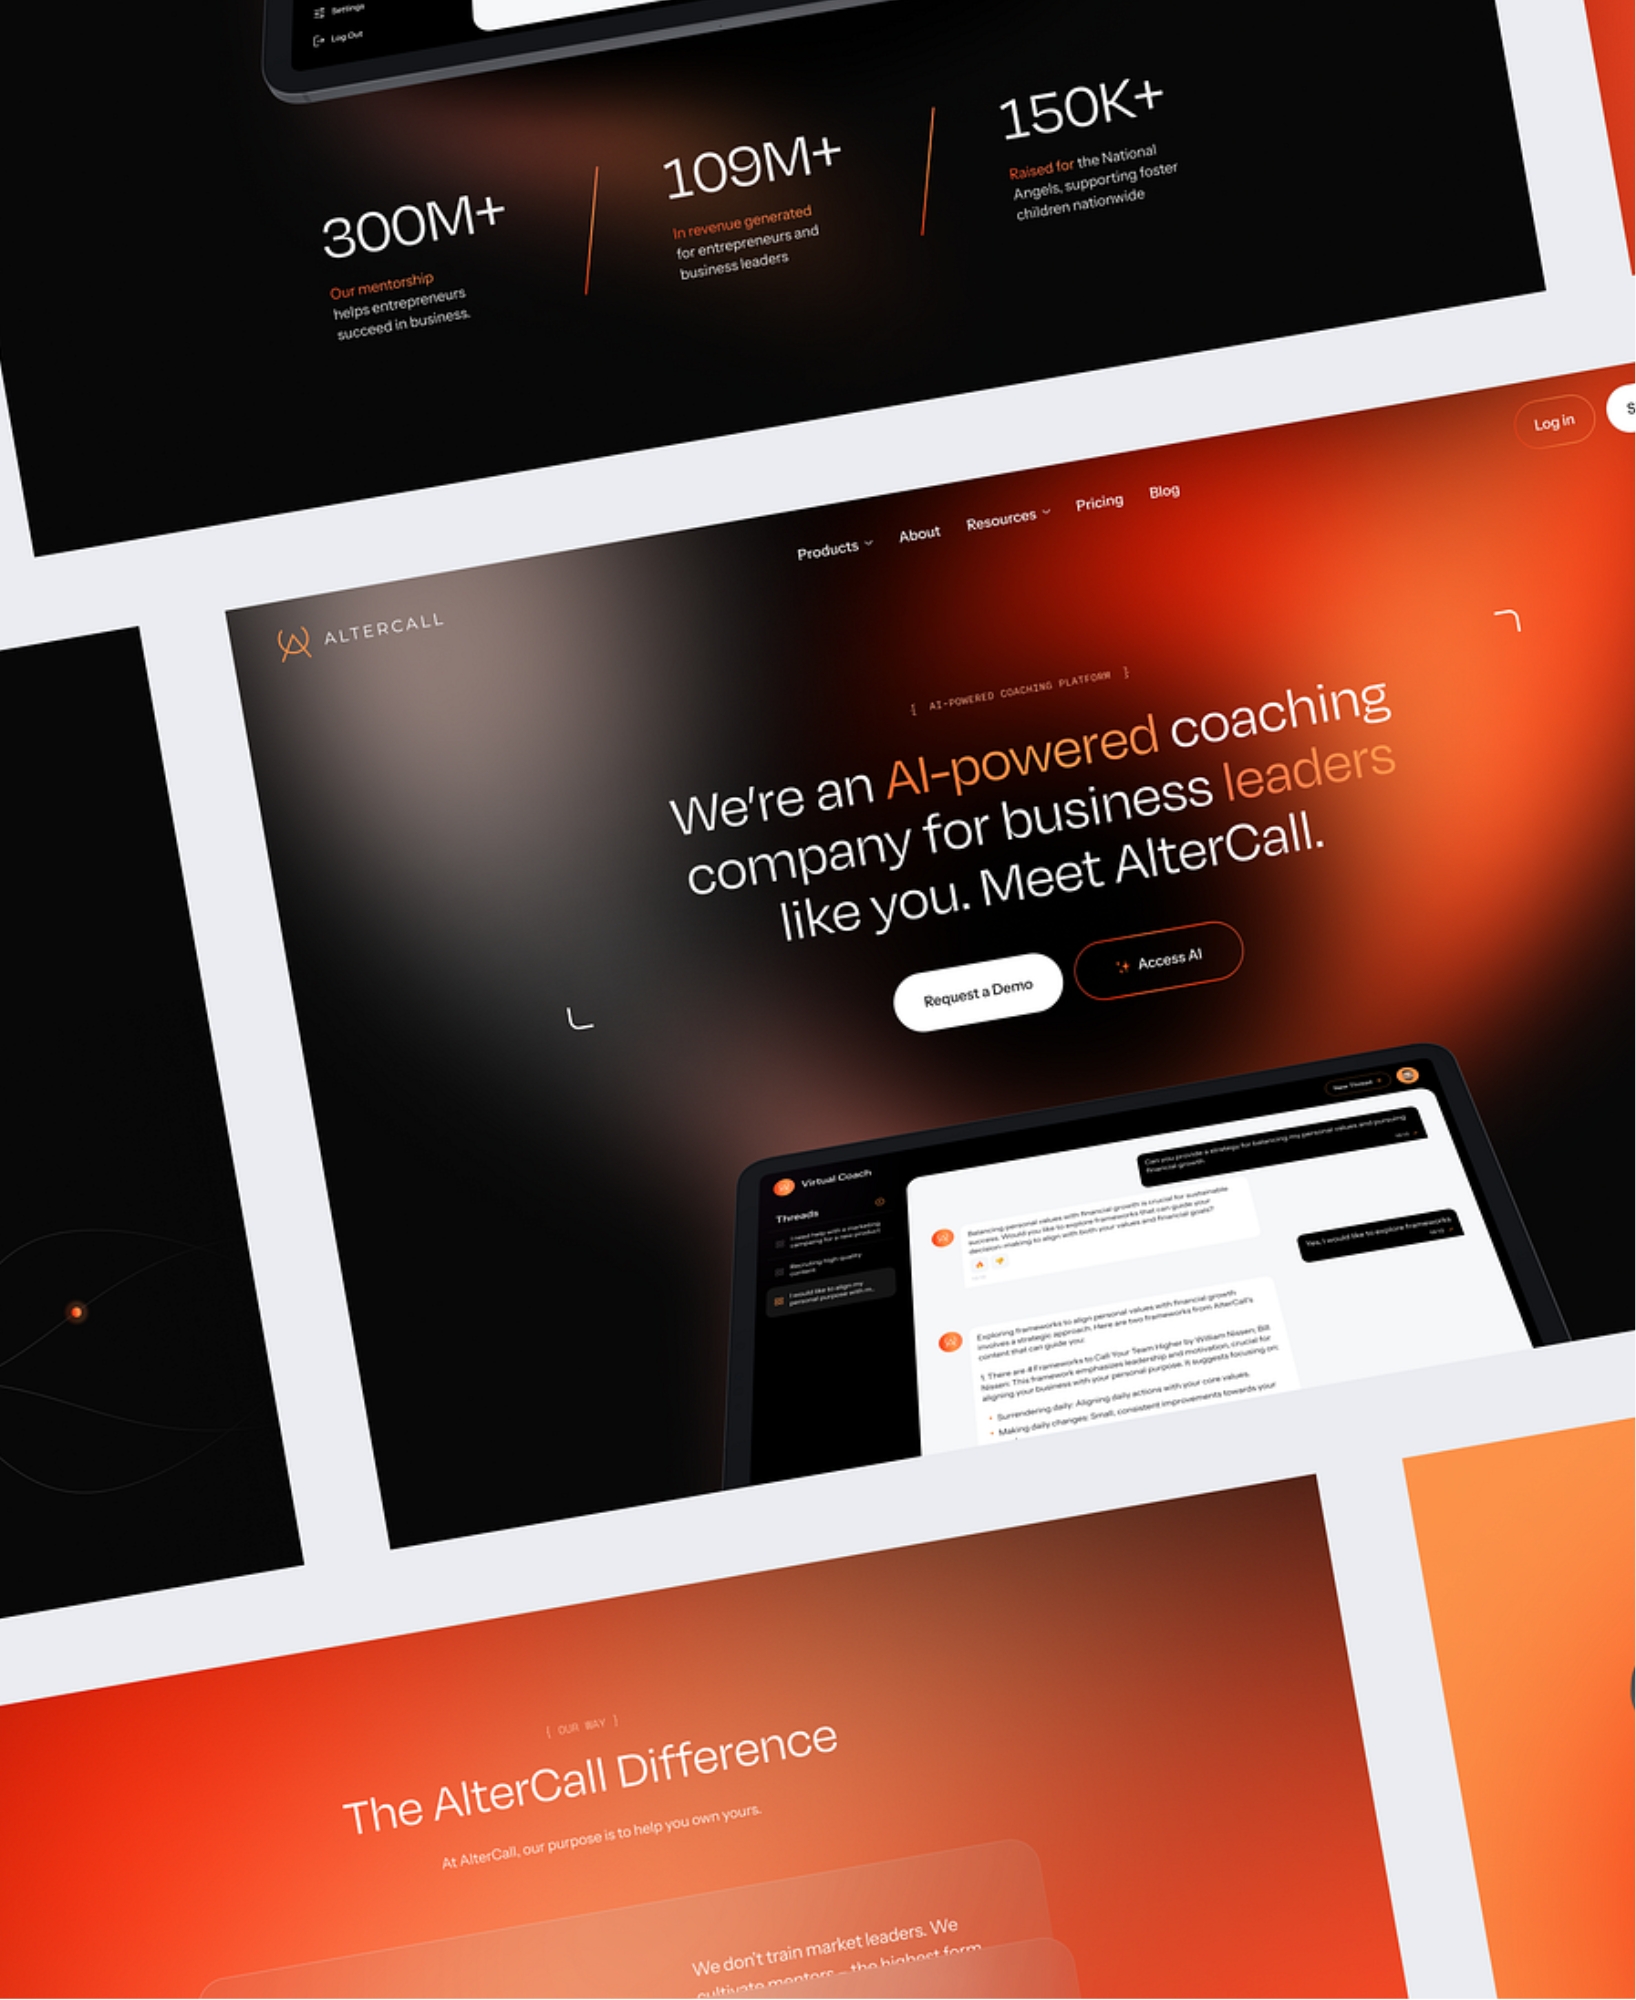 Settings
Log Out
300M+
Our mentorship
helps entrepreneurs
succeed in business.
109M+
In revenue generated
for entrepreneurs and
business leaders
150K+
Raised for the National
Angels, supporting foster
children nationwide
ALTERCALL
Products
About
Resources
Pricing
Blog
Log in
{ AI-POWERED COACHING PLATFORM }
We're an AI-powered coaching
company for business leaders
like you. Meet AlterCall.
Request a Demo
Access AI
Virtual Coach
New Thread +
Threads
I need help with a marketing
campaing for a new product
Recruting high quality
content
I would like to align my
personal purpose with m..
Can you provide a stratego for balancing my personal values and pursuing
financial growth.
Balancing personal values with financial growth is crucial for sustainable
success. Would you like to explore frameworks that can guide your
decision-making to align with both your values and financial goals?
Yes, I would like to explore frameworks
Exploring frameworks to align personal values with financial growth
involves a strategic approach. Here are two frameworks from AlterCall's
content that can guide you:
1. There are 4 Frameworks to Call Your Team Higher by William Nissen; Bill
Nissen: This framework emphasizes leadership and motivation, crucial for
aligning your business with your personal purpose. It suggests focusing on:
• Surrendering daily: Aligning daily actions with your core values.
• Making daily changes: Small, consistent improvements towards your
{ OUR WAY }
The AlterCall Difference
At AlterCall, our purpose is to help you own yours.
We don't train market leaders. We
cultivate mentors – the highest form